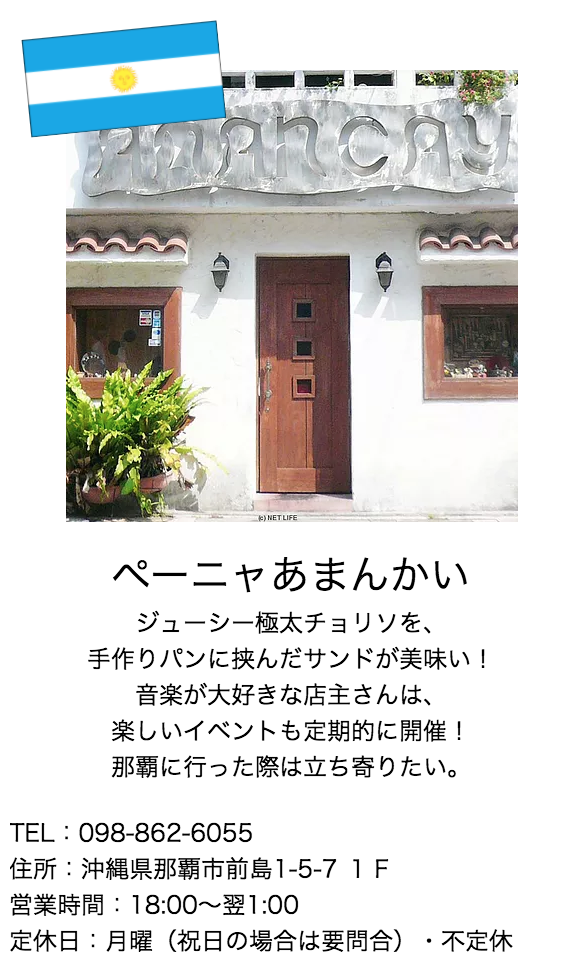 AMANCAY
(c) NET LIFE
ペーニャあまんかい
ジューシー極太チョリソを、
手作りパンに挟んだサンドが美味い！
音楽が大好きな店主さんは、
楽しいイベントも定期的に開催！
那覇に行った際は立ち寄りたい。
TEL：098-862-6055
住所：沖縄県那覇市前島1-5-7 １Ｆ
営業時間：18:00〜翌1:00
定休日：月曜（祝日の場合は要問合）・不定休